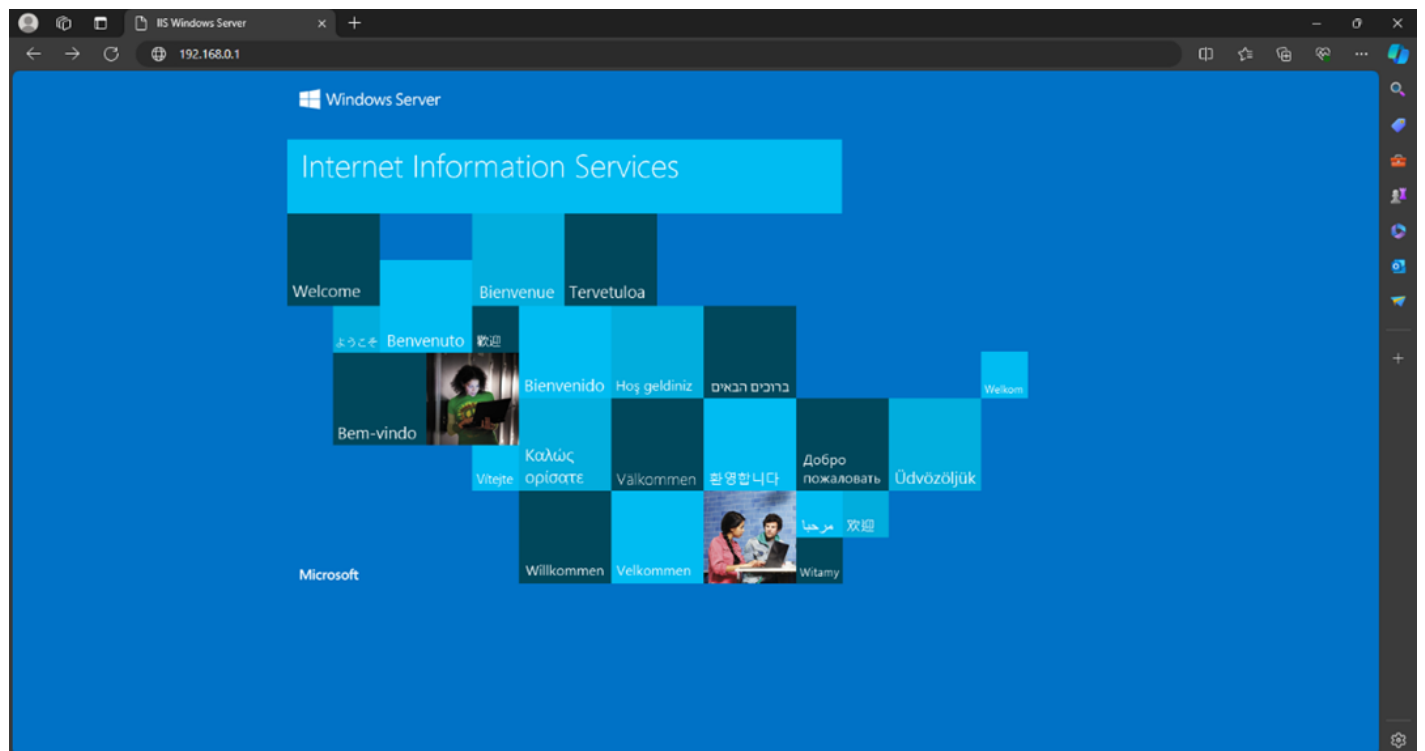 IIS Windows Server
192.168.0.1
Windows Server
Internet Information Services
Welcome
Bienvenue
Tervetuloa
ようこそ
Benvenuto
歡迎
Bienvenido
Hoş geldiniz
ברוכים הבאים
Welkom
Bem-vindo
Vítejte
Καλώς
ορίσατε
Välkommen
환영합니다
Добро
пожаловать
Üdvözöljük
Willkommen
Velkommen
مرحبا
欢迎
Witamy
Microsoft